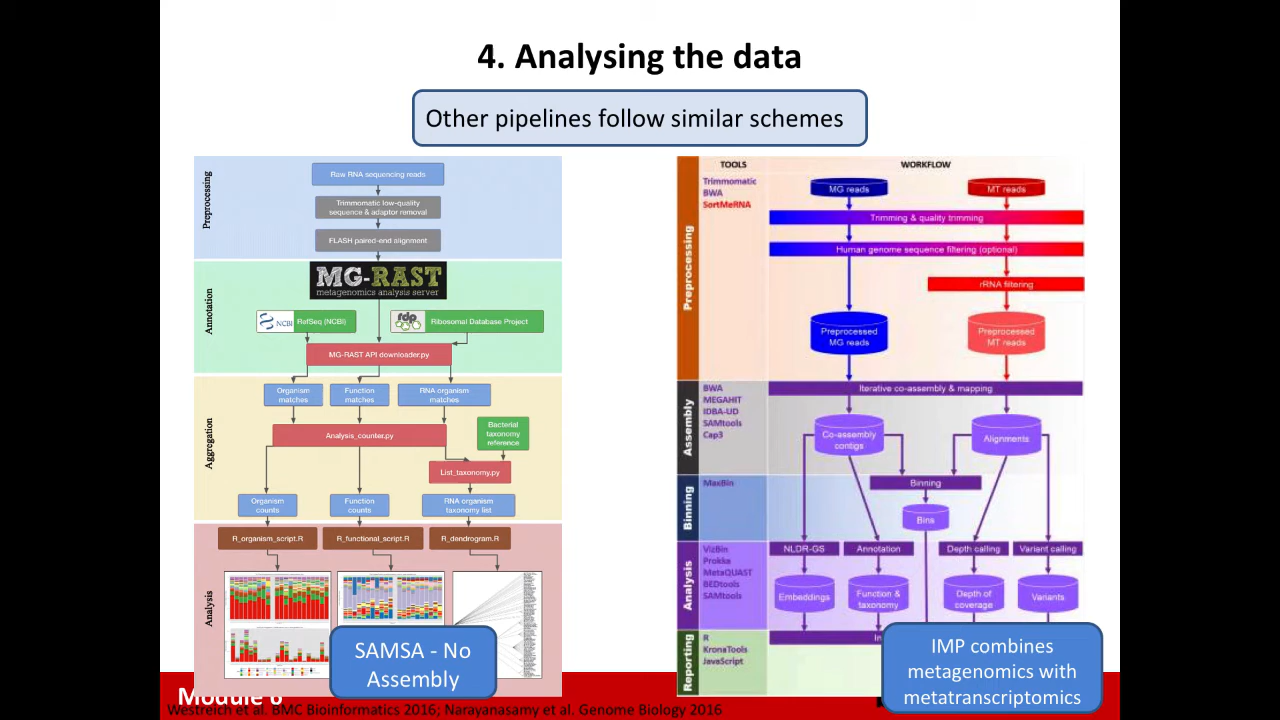 4. Analysing the data
Other pipelines follow similar schemes
Preprocessing
Raw RNA sequencing reads
Trimmomatic low-quality
sequence & adaptor removal
FLASH paired-end alignment
Annotation
MG-RAST
metagenomics analysis server
NCBI
RefSeq (NCBI)
rdp
Ribosomal Database Project
MG-RAST API downloader.py
Aggregation
Organism
matches
Function
matches
RNA organism
matches
Analysis_counter.py
Bacterial
taxonomy
reference
List_taxonomy.py
Organism
counts
Function
counts
RNA organism
taxonomy list
Analysis
R_organism_script.R
R_functional_script.R
R_dendrogram.R
SAMSA - No
Assembly
TOOLS
WORKFLOW
Preprocessing
Trimmomatic
BWA
SortMeRNA
MG reads
MT reads
Trimming & quality trimming
Human genome sequence filtering (optional)
rRNA filtering
Preprocessed
MG reads
Preprocessed
MT reads
Assembly
BWA
MEGAHIT
IDBA-UD
SAMtools
Cap3
Iterative co-assembly & mapping
Co-assembly
contigs
Alignments
Binning
MaxBin
Binning
Bins
Analysis
VizBin
Prokka
MetaQUAST
BEDtools
SAMtools
NLDR-GS
Annotation
Depth calling
Variant calling
Embeddings
Function &
taxonomy
Depth of
coverage
Variants
Reporting
R
KronaTools
JavaScript
IMP combines
metagenomics with
metatranscriptomics
Module 6
Westreich et al. BMC Bioinformatics 2016; Narayanasamy et al. Genome Biology 2016